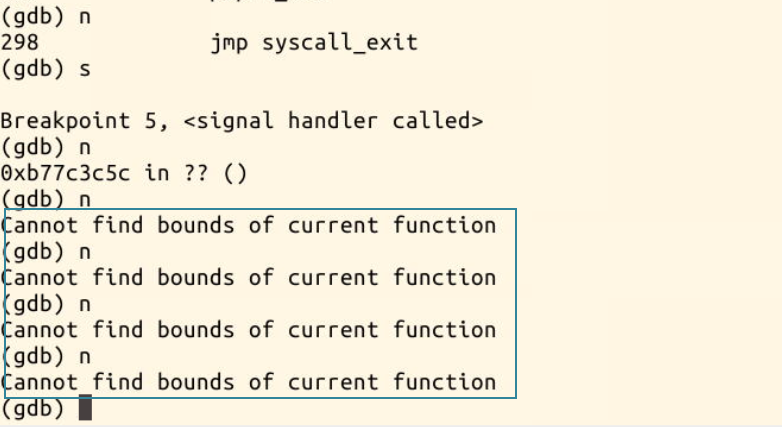 (gdb) n
298 jmp syscall_exit
(gdb) s
Breakpoint 5, <signal handler called>
(gdb) n
0xb77c3c5c in ?? ()
(gdb) n
Cannot find bounds of current function
(gdb) n
Cannot find bounds of current function
(gdb) n
Cannot find bounds of current function
(gdb) n
Cannot find bounds of current function
(gdb)